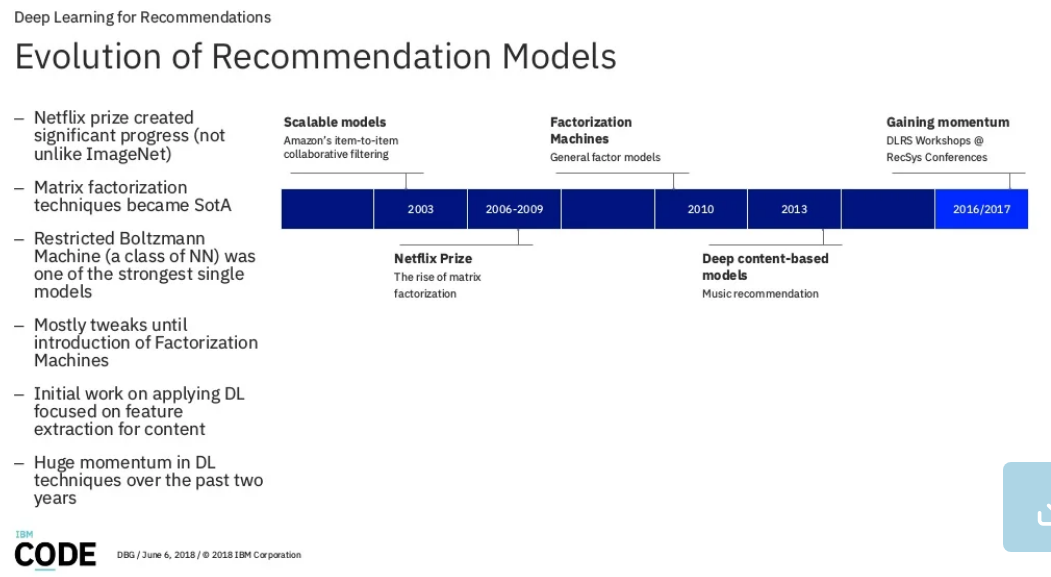 Deep Learning for Recommendations
Evolution of Recommendation Models
– Netflix prize created
significant progress (not
unlike ImageNet)
– Matrix factorization
techniques became SotA
– Restricted Boltzmann
Machine (a class of NN) was
one of the strongest single
models
– Mostly tweaks until
introduction of Factorization
Machines
– Initial work on applying DL
focused on feature
extraction for content
– Huge momentum in DL
techniques over the past two
years
Scalable models
Amazon's item-to-item
collaborative filtering
Factorization
Machines
General factor models
Gaining momentum
DLRS Workshops @
RecSys Conferences
2003
2006-2009
2010
2013
2016/2017
Netflix Prize
The rise of matrix
factorization
Deep content-based
models
Music recommendation
IBM
CODE
DBG / June 6, 2018 / © 2018 IBM Corporation